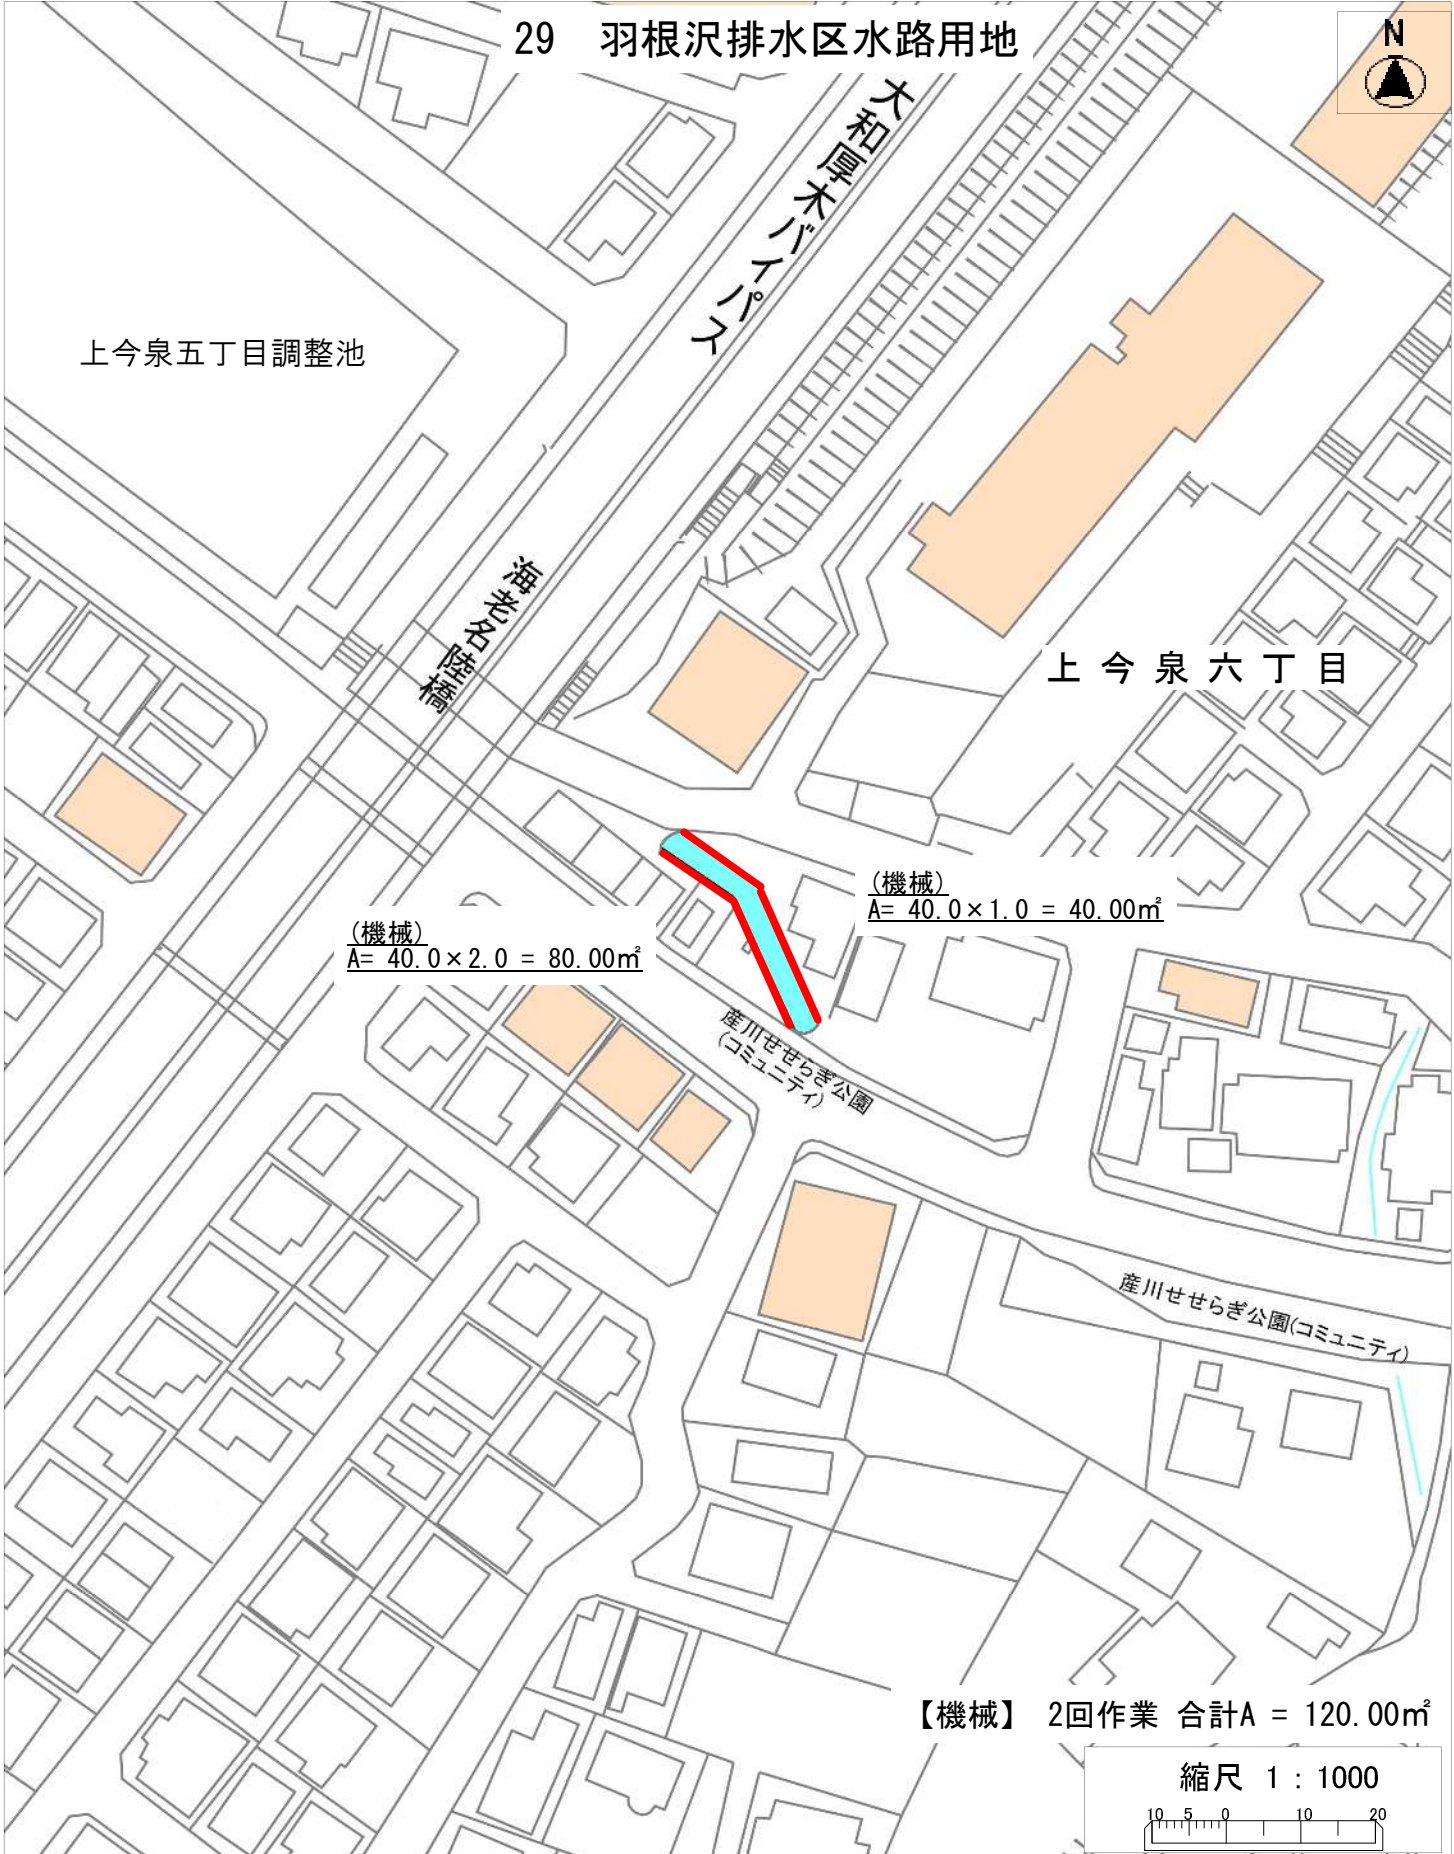 29　羽根沢排水区水路用地
N
大和厚木バイパス
上今泉五丁目調整池
海老名陸橋
上今泉六丁目
(機械)
A= 40.0×1.0 = 40.00㎡
(機械)
A= 40.0×2.0 = 80.00㎡
産川せせらぎ公園
(コミュニティ)
産川せせらぎ公園(コミュニティ)
【機械】 2回作業 合計A = 120.00㎡
縮尺 1 : 1000
10 5 0 10 20